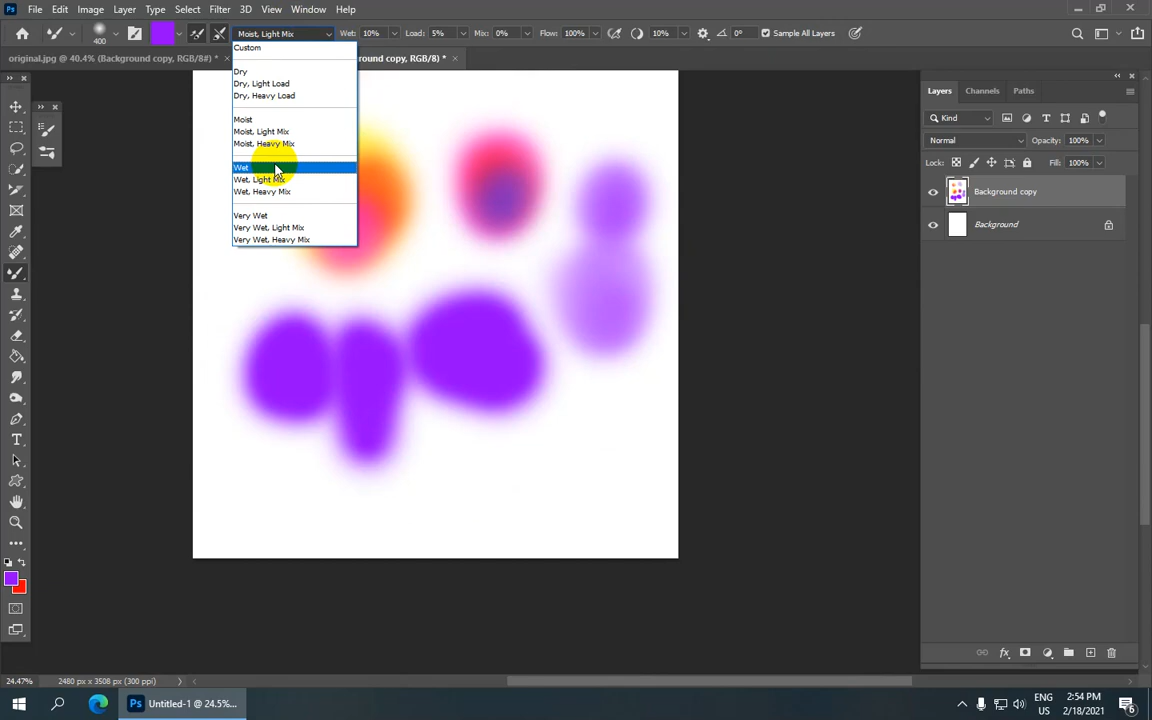 Ps File Edit Image Layer Type Select Filter 3D View Window Help
400 Moist, Light Mix Wet: 10% Load: 5% Mix: 0% Flow: 100% 10% 0° Sample All Layers
original.jpg @ 40.4% (Background copy, RGB/8#) * round copy, RGB/8) *
Custom
Dry
Dry, Light Load
Dry, Heavy Load
Moist
Moist, Light Mix
Moist, Heavy Mix
Wet
Wet, Light Mix
Wet, Heavy Mix
Very Wet
Very Wet, Light Mix
Very Wet, Heavy Mix
Layers Channels Paths
Kind
Normal Opacity: 100%
Lock: Fill: 100%
Background copy
Background
fx
24.47% 2480 px x 3508 px (300 ppi)
Ps Untitled-1 @ 24.5%...
ENG
US
2:54 PM
2/18/2021
6